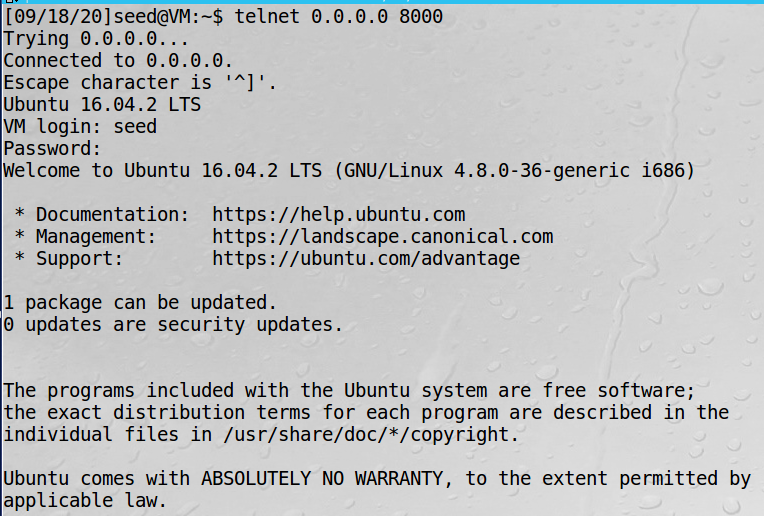 [09/18/20]seed@VM:~$ telnet 0.0.0.0 8000
Trying 0.0.0.0...
Connected to 0.0.0.0.
Escape character is '^]'.
Ubuntu 16.04.2 LTS
VM login: seed
Password:
Welcome to Ubuntu 16.04.2 LTS (GNU/Linux 4.8.0-36-generic i686)

 * Documentation:  https://help.ubuntu.com
 * Management:     https://landscape.canonical.com
 * Support:        https://ubuntu.com/advantage

1 package can be updated.
0 updates are security updates.


The programs included with the Ubuntu system are free software;
the exact distribution terms for each program are described in the
individual files in /usr/share/doc/*/copyright.

Ubuntu comes with ABSOLUTELY NO WARRANTY, to the extent permitted by
applicable law.